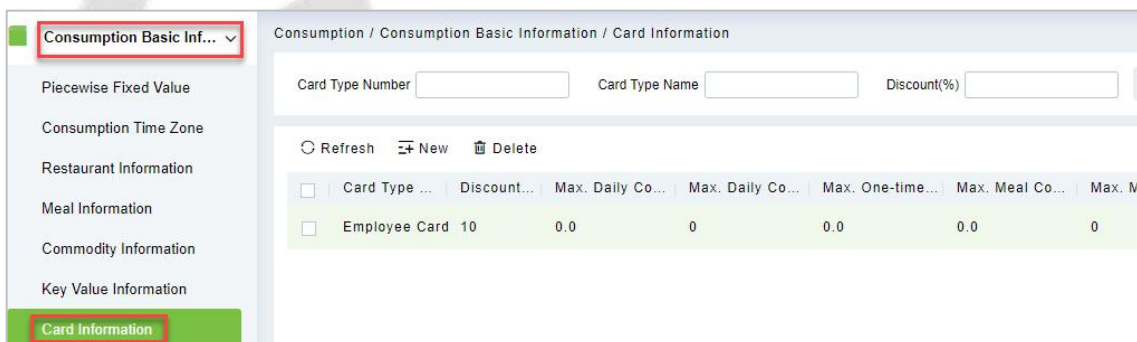 Consumption Basic Inf...
Piecewise Fixed Value
Consumption Time Zone
Restaurant Information
Meal Information
Commodity Information
Key Value Information
Card Information
Consumption / Consumption Basic Information / Card Information
Card Type Number Card Type Name Discount(%)
Refresh New Delete
Card Type ... Discount... Max. Daily Co... Max. Daily Co... Max. One-time... Max. Meal Co... Max. M
Employee Card 10 0.0 0 0.0 0.0 0